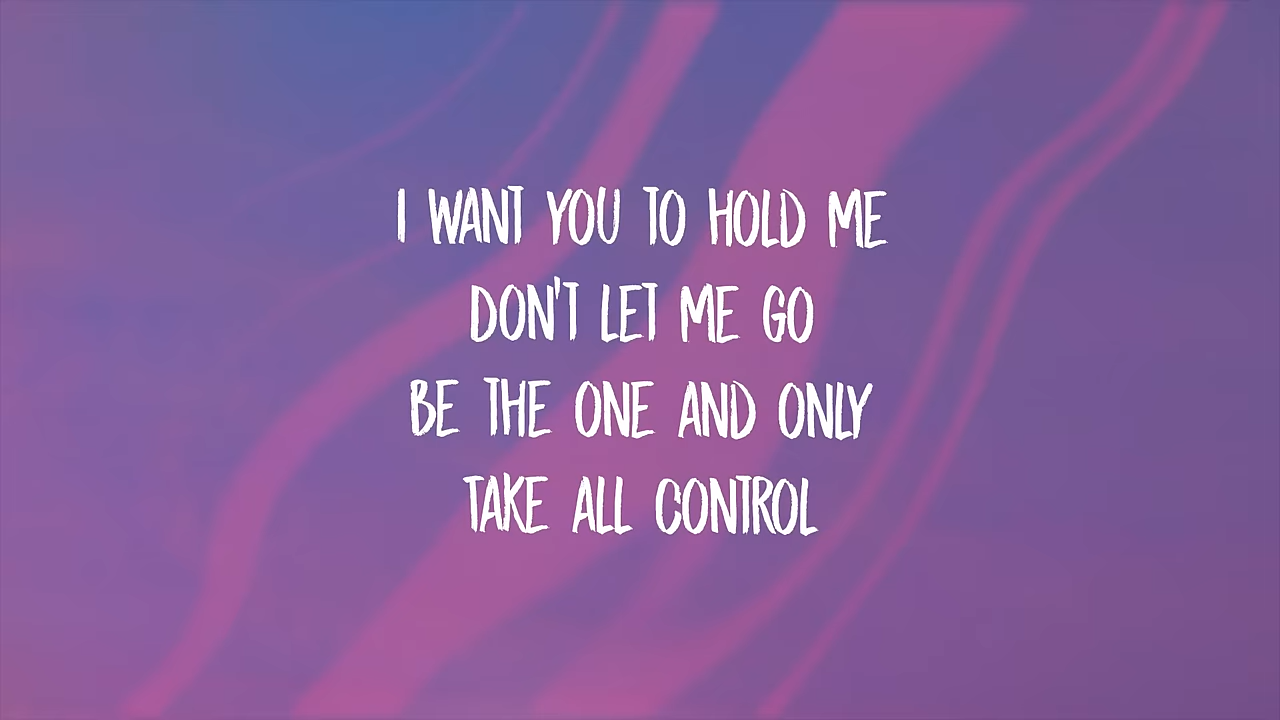 I WANT YOU TO HOLD ME
DON'T LET ME GO
BE THE ONE AND ONLY
TAKE ALL CONTROL